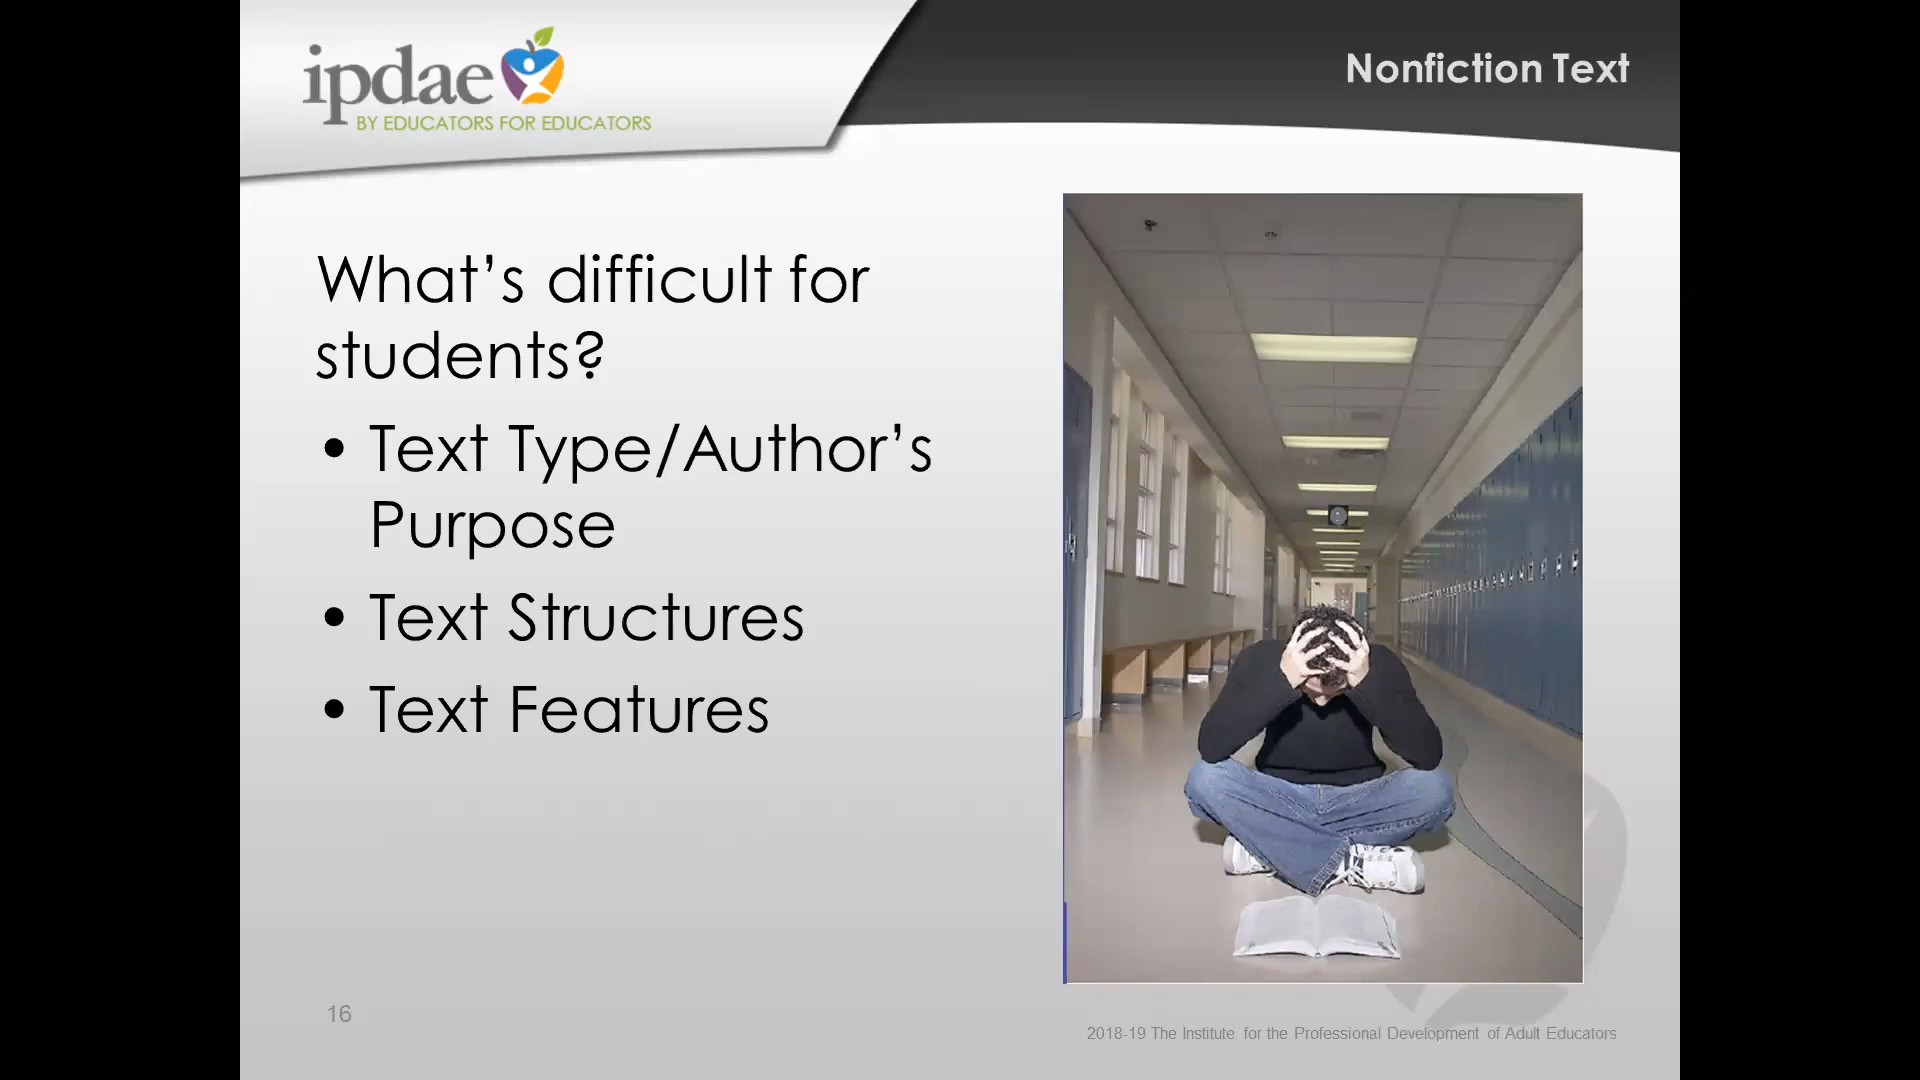 ipdae
BY EDUCATORS FOR EDUCATORS
Nonfiction Text
What’s difficult for
students?
• Text Type/Author’s
Purpose
• Text Structures
• Text Features
16
2018-19 The Institute for the Professional Development of Adult Educators